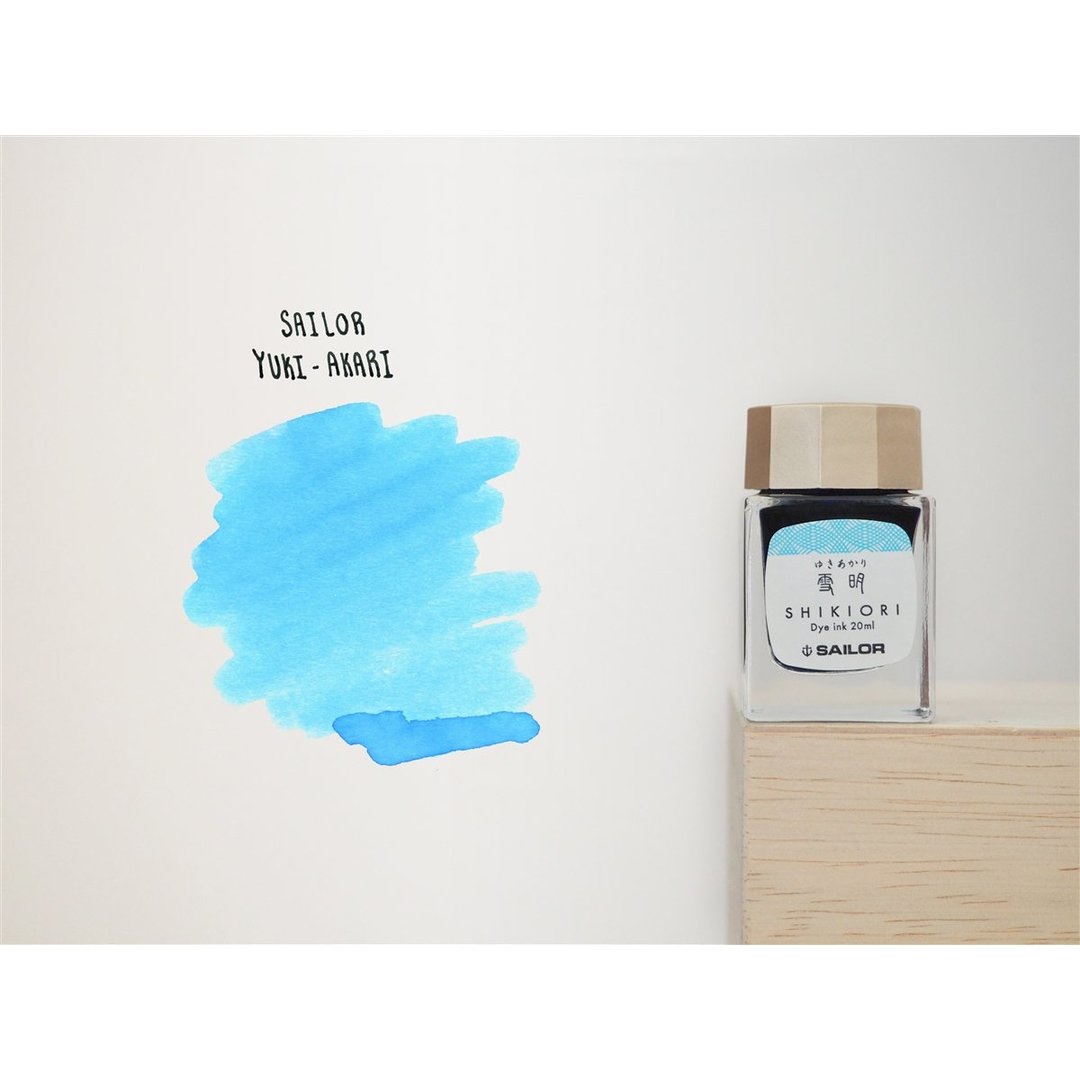 SAILOR
YUKI-AKARI
ゆきあかり
雪明
SHIKIORI
Dye ink 20ml
SAILOR